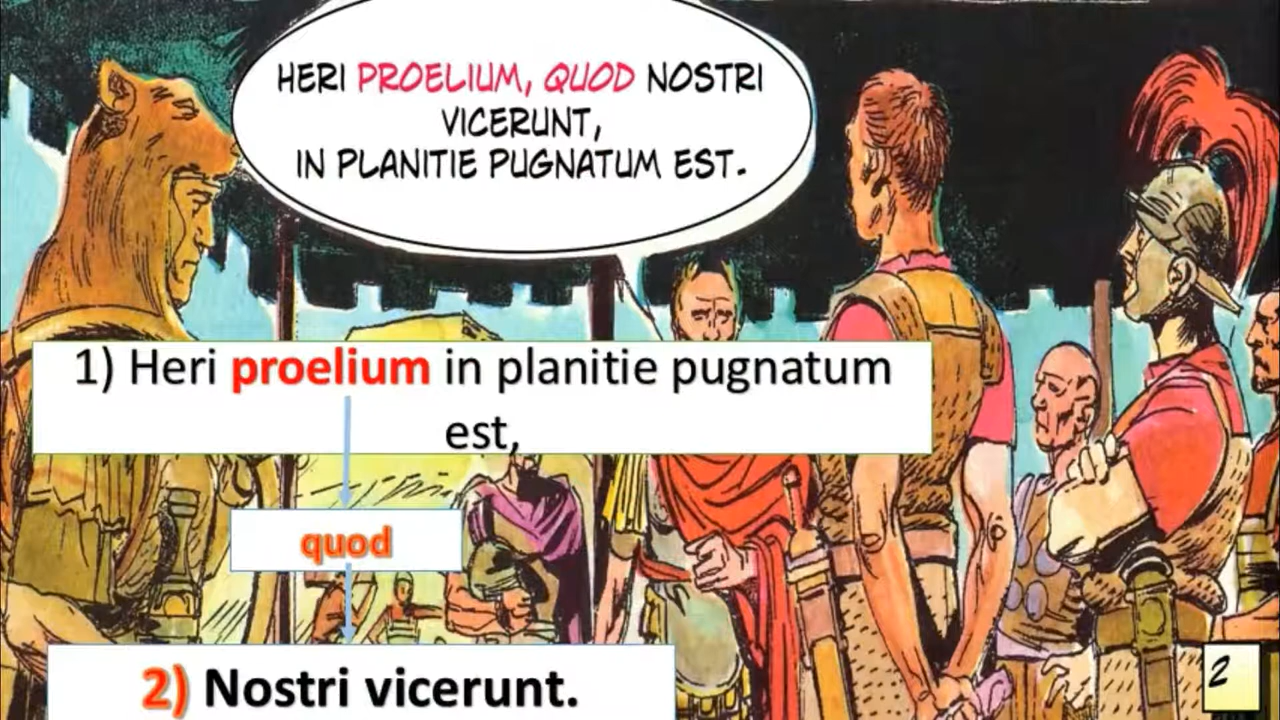 HERI PROELIUM, QUOD NOSTRI
VICERUNT,
IN PLANITIE PUGNATUM EST.
1) Heri proelium in planitie pugnatum
est,
quod
2) Nostri vicerunt.
2